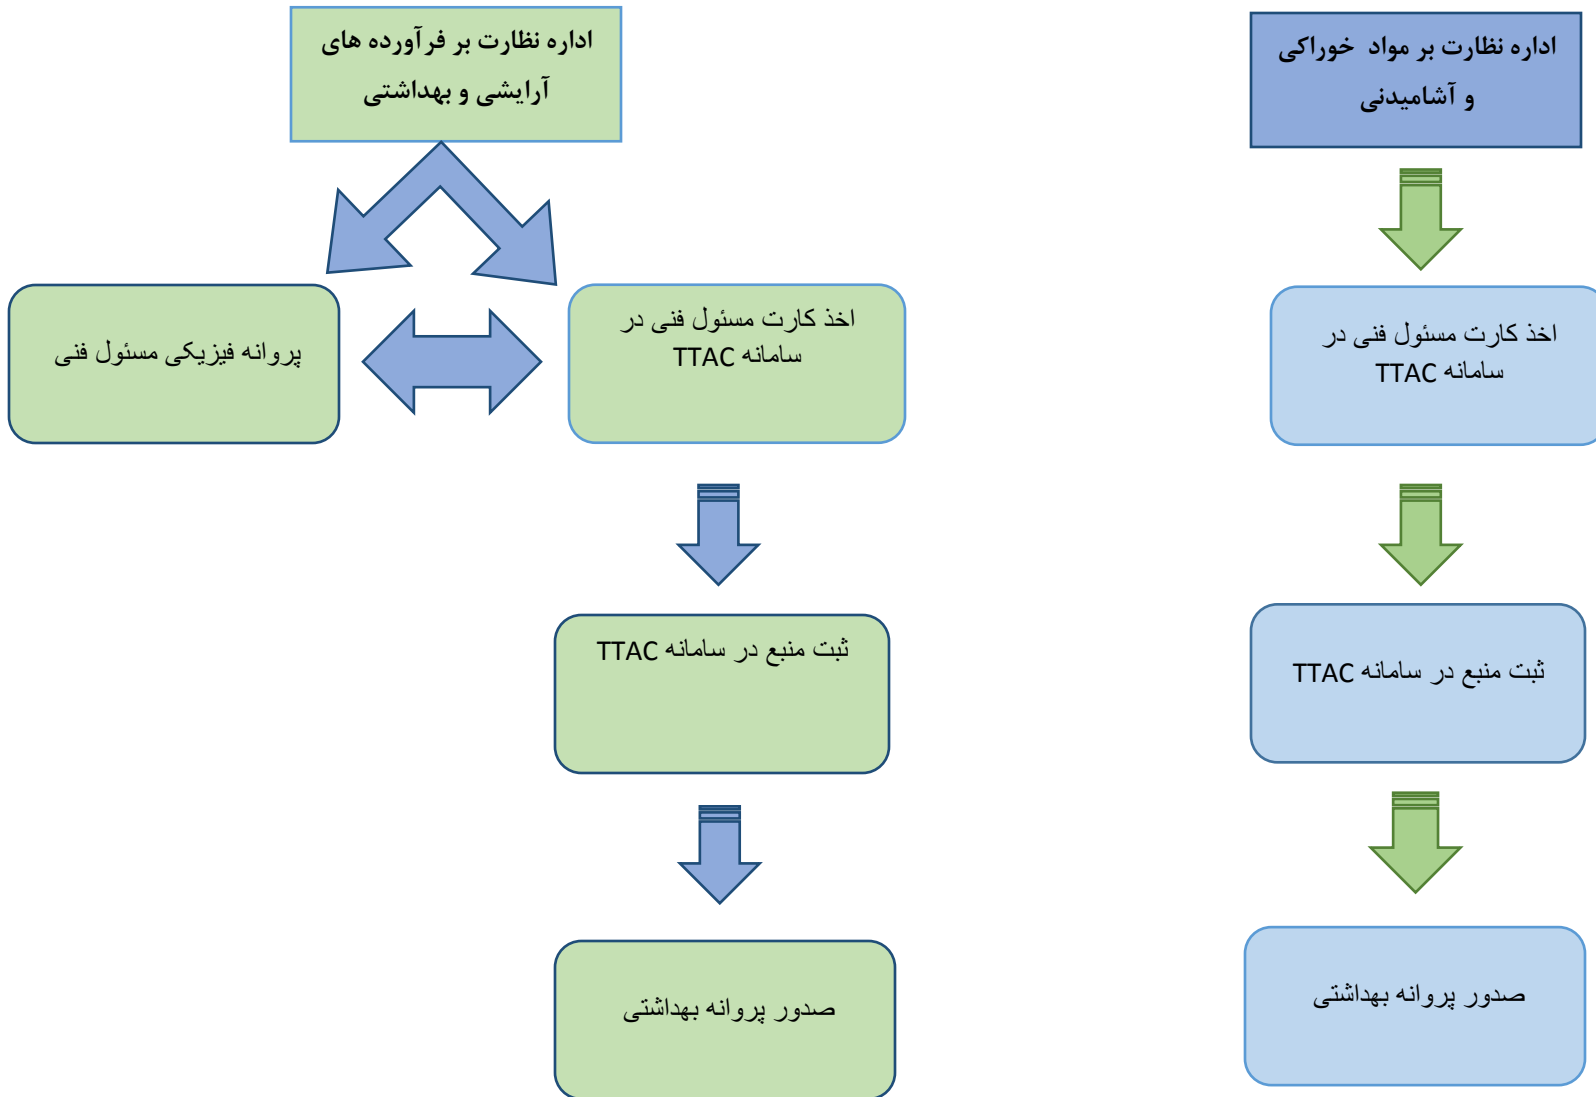 اداره نظارت بر مواد خوراکی
و آشامیدنی
اخذ کارت مسئول فنی در
سامانه TTAC
ثبت منبع در سامانه TTAC
صدور پروانه بهداشتی
اداره نظارت بر فرآورده های
آرایشی و بهداشتی
اخذ کارت مسئول فنی در
سامانه TTAC
پروانه فیزیکی مسئول فنی
ثبت منبع در سامانه TTAC
صدور پروانه بهداشتی